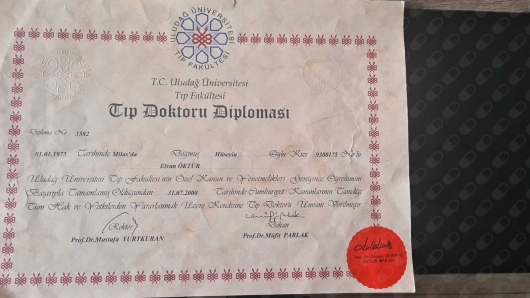 ULUDAĞ ÜNİVERSİTESİ
TIP FAKÜLTESİ
T.C. Uludağ Üniversitesi
Tıp Fakültesi
Tıp Doktoru Diploması
Diploma No : 3582
01.01.1975 Tarihinde Milas'da Doğmuş Hüseyin Oğlu/Kızı 9300175 No'lu
Elvan ÖKTÜR
Uludağ Üniversitesi Tıp Fakültesi'nin Özel Kanun ve Yönetmelikleri Gereğince Öğrenimini
Başarıyla Tamamlamış Olduğundan 31.07.2000 Tarihinde Cumhuriyet Kanunlarının Tanıdığı
Tüm Hak ve Yetkilerden Yararlanmak Üzere Kendisine Tıp Doktoru Ünvanı Verilmiştir
Rektör Dekan
Prof.Dr.Mustafa YURTKURAN Prof.Dr.Müfit PARLAK